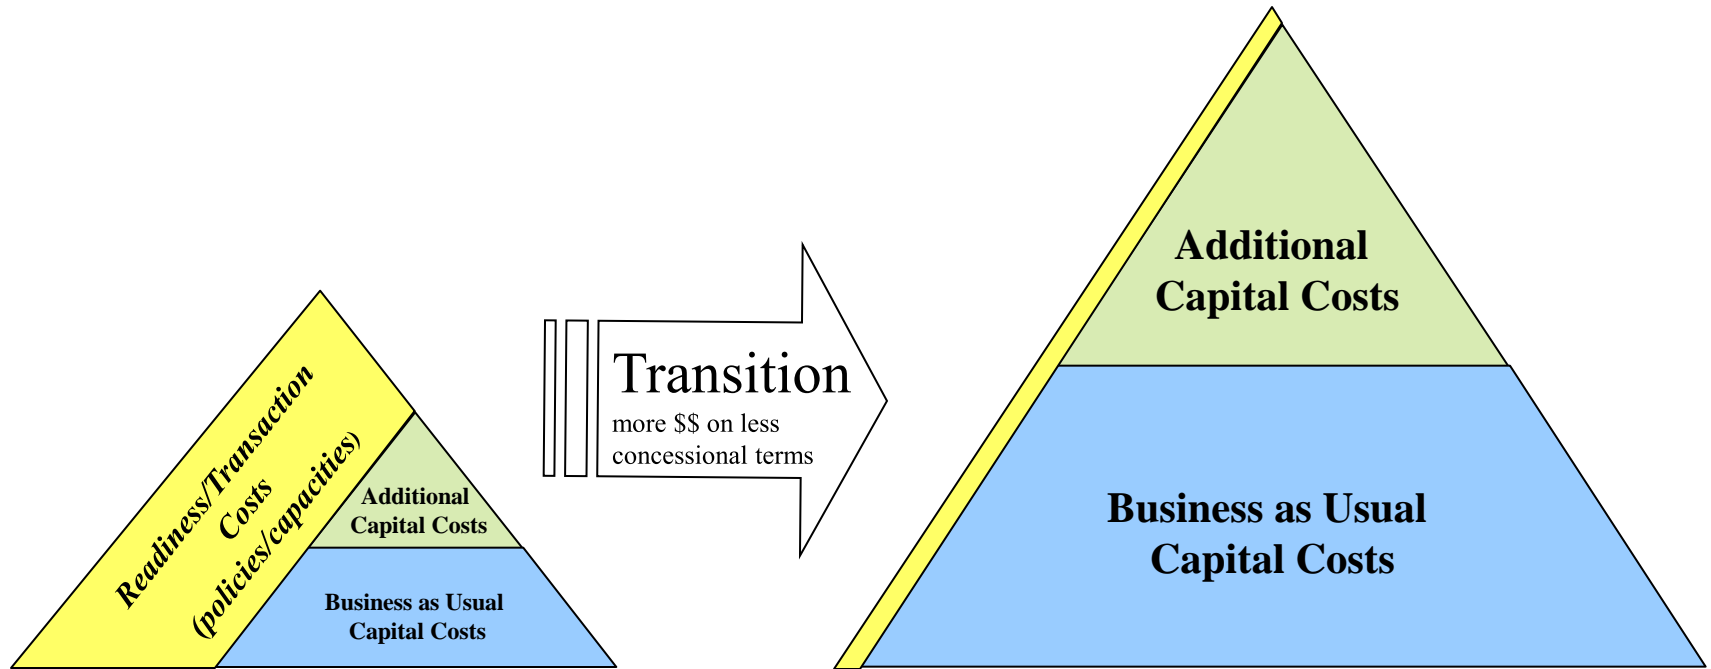 Readiness/Transaction
Costs
(policies/capacities)
Additional
Capital Costs
Business as Usual
Capital Costs
Transition
more $$ on less
concessional terms
Additional
Capital Costs
Business as Usual
Capital Costs